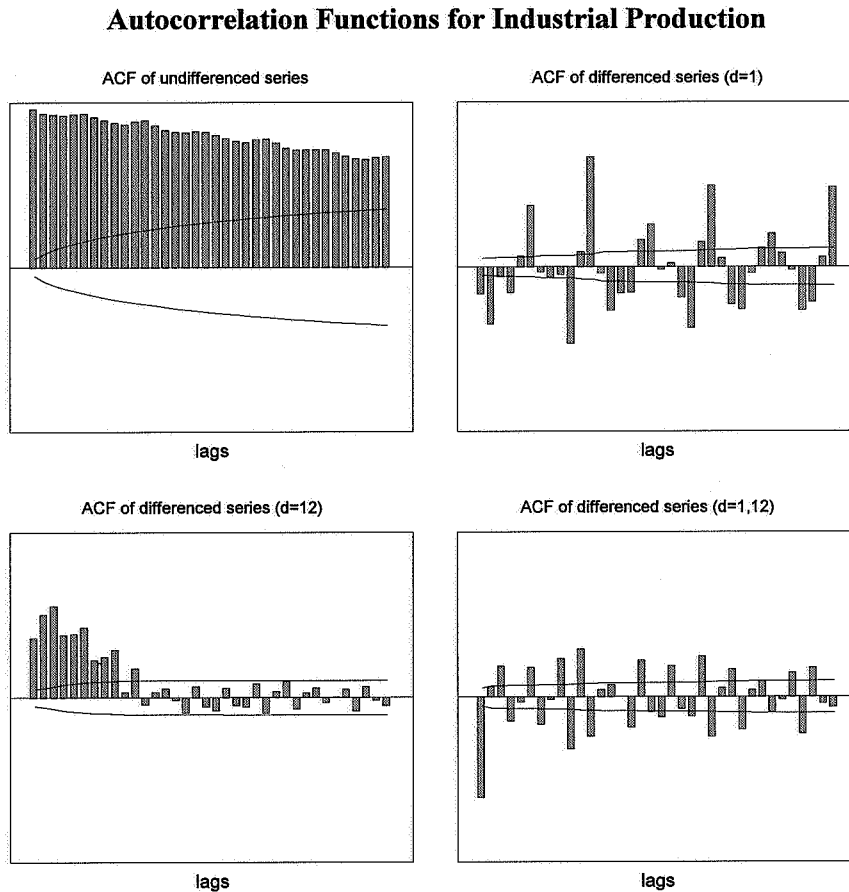 Autocorrelation Functions for Industrial Production
ACF of undifferenced series
ACF of differenced series (d=1)
lags
lags
ACF of differenced series (d=12)
ACF of differenced series (d=1,12)
lags
lags